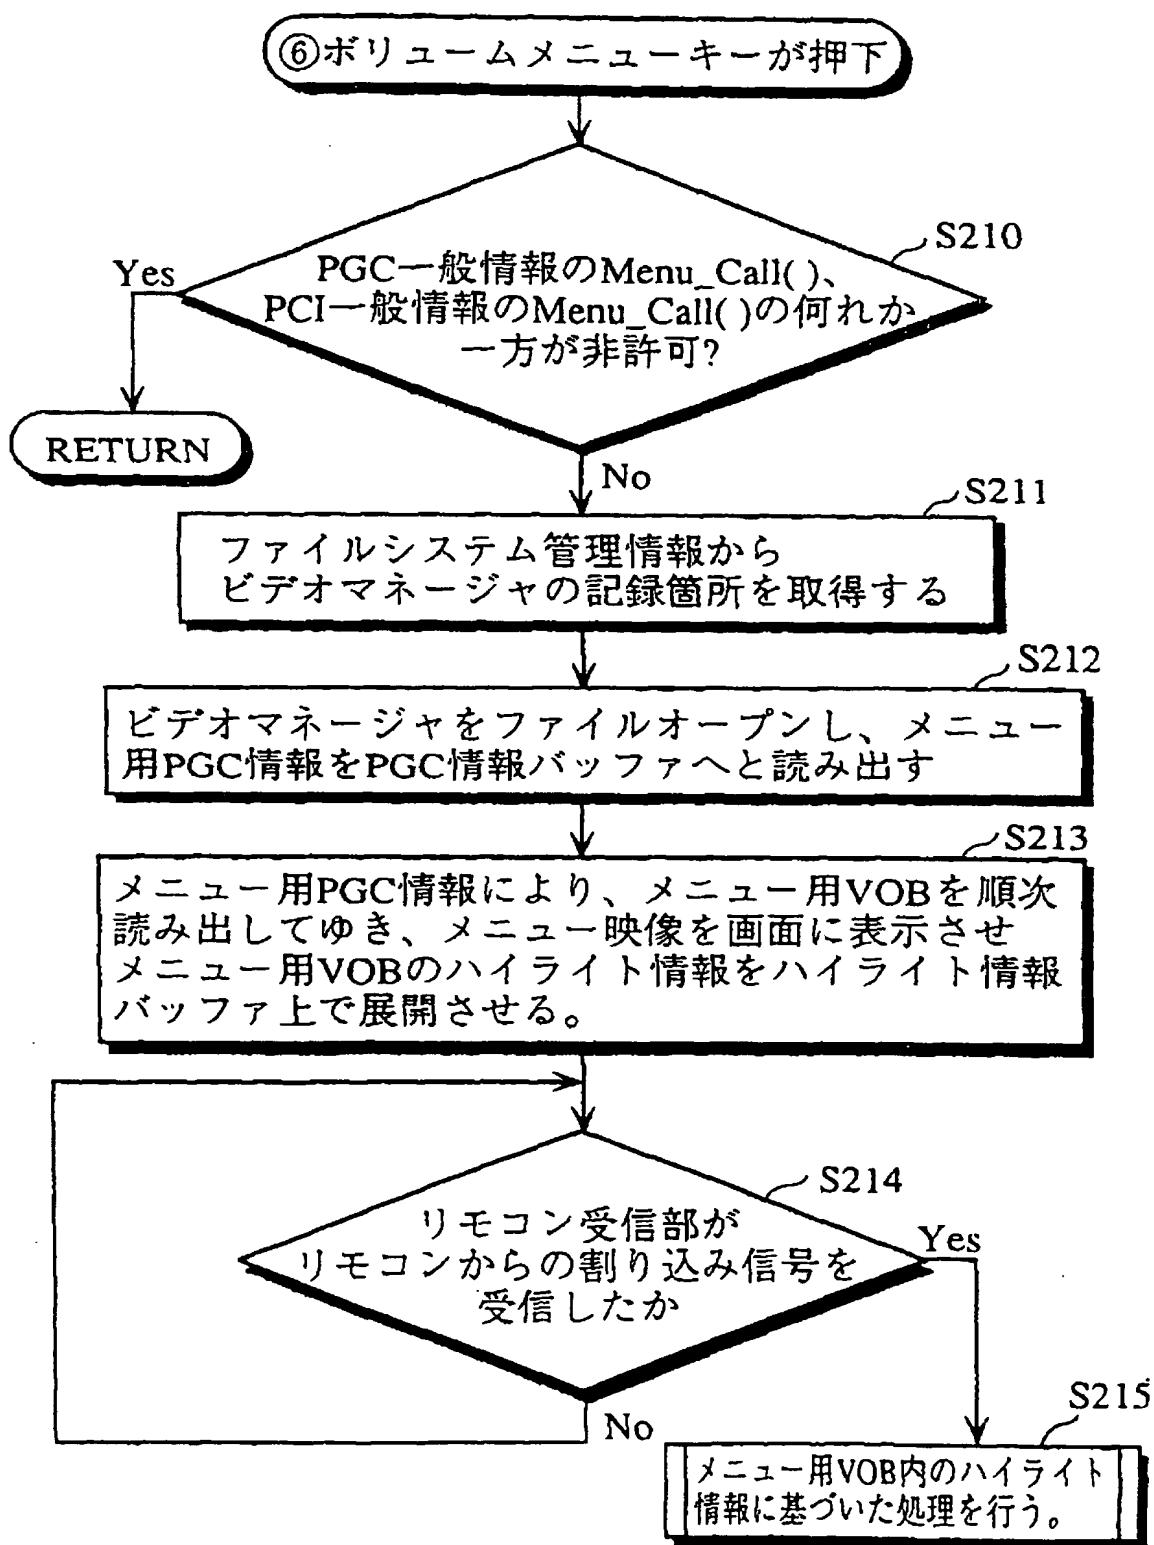 ⑥ボリュームメニューキーが押下
S210
Yes
PGC一般情報のMenu_Call( )、
PCI一般情報のMenu_Call( )の何れか
一方が非許可?
RETURN
No
S211
ファイルシステム管理情報から
ビデオマネージャの記録箇所を取得する
S212
ビデオマネージャをファイルオープンし、メニュー
用PGC情報をPGC情報バッファへと読み出す
S213
メニュー用PGC情報により、メニュー用VOBを順次
読み出してゆき、メニュー映像を画面に表示させ
メニュー用VOBのハイライト情報をハイライト情報
バッファ上で展開させる。
S214
リモコン受信部が
リモコンからの割り込み信号を
受信したか
Yes
No
S215
メニュー用VOB内のハイライト
情報に基づいた処理を行う。